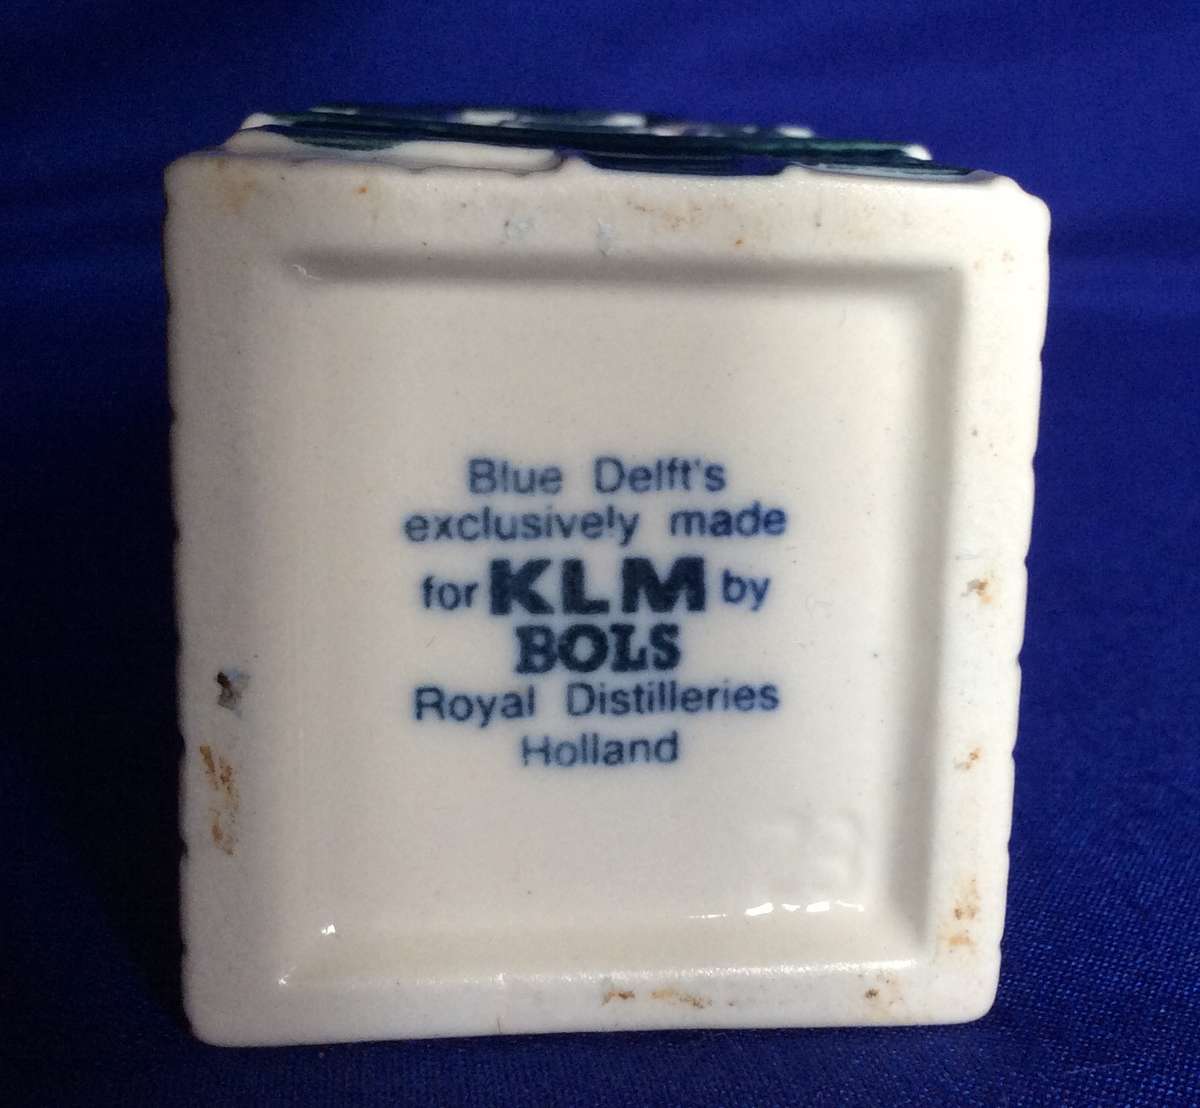 Blue Delft's
exclusively made
for KLM by
BOLS
Royal Distilleries
Holland